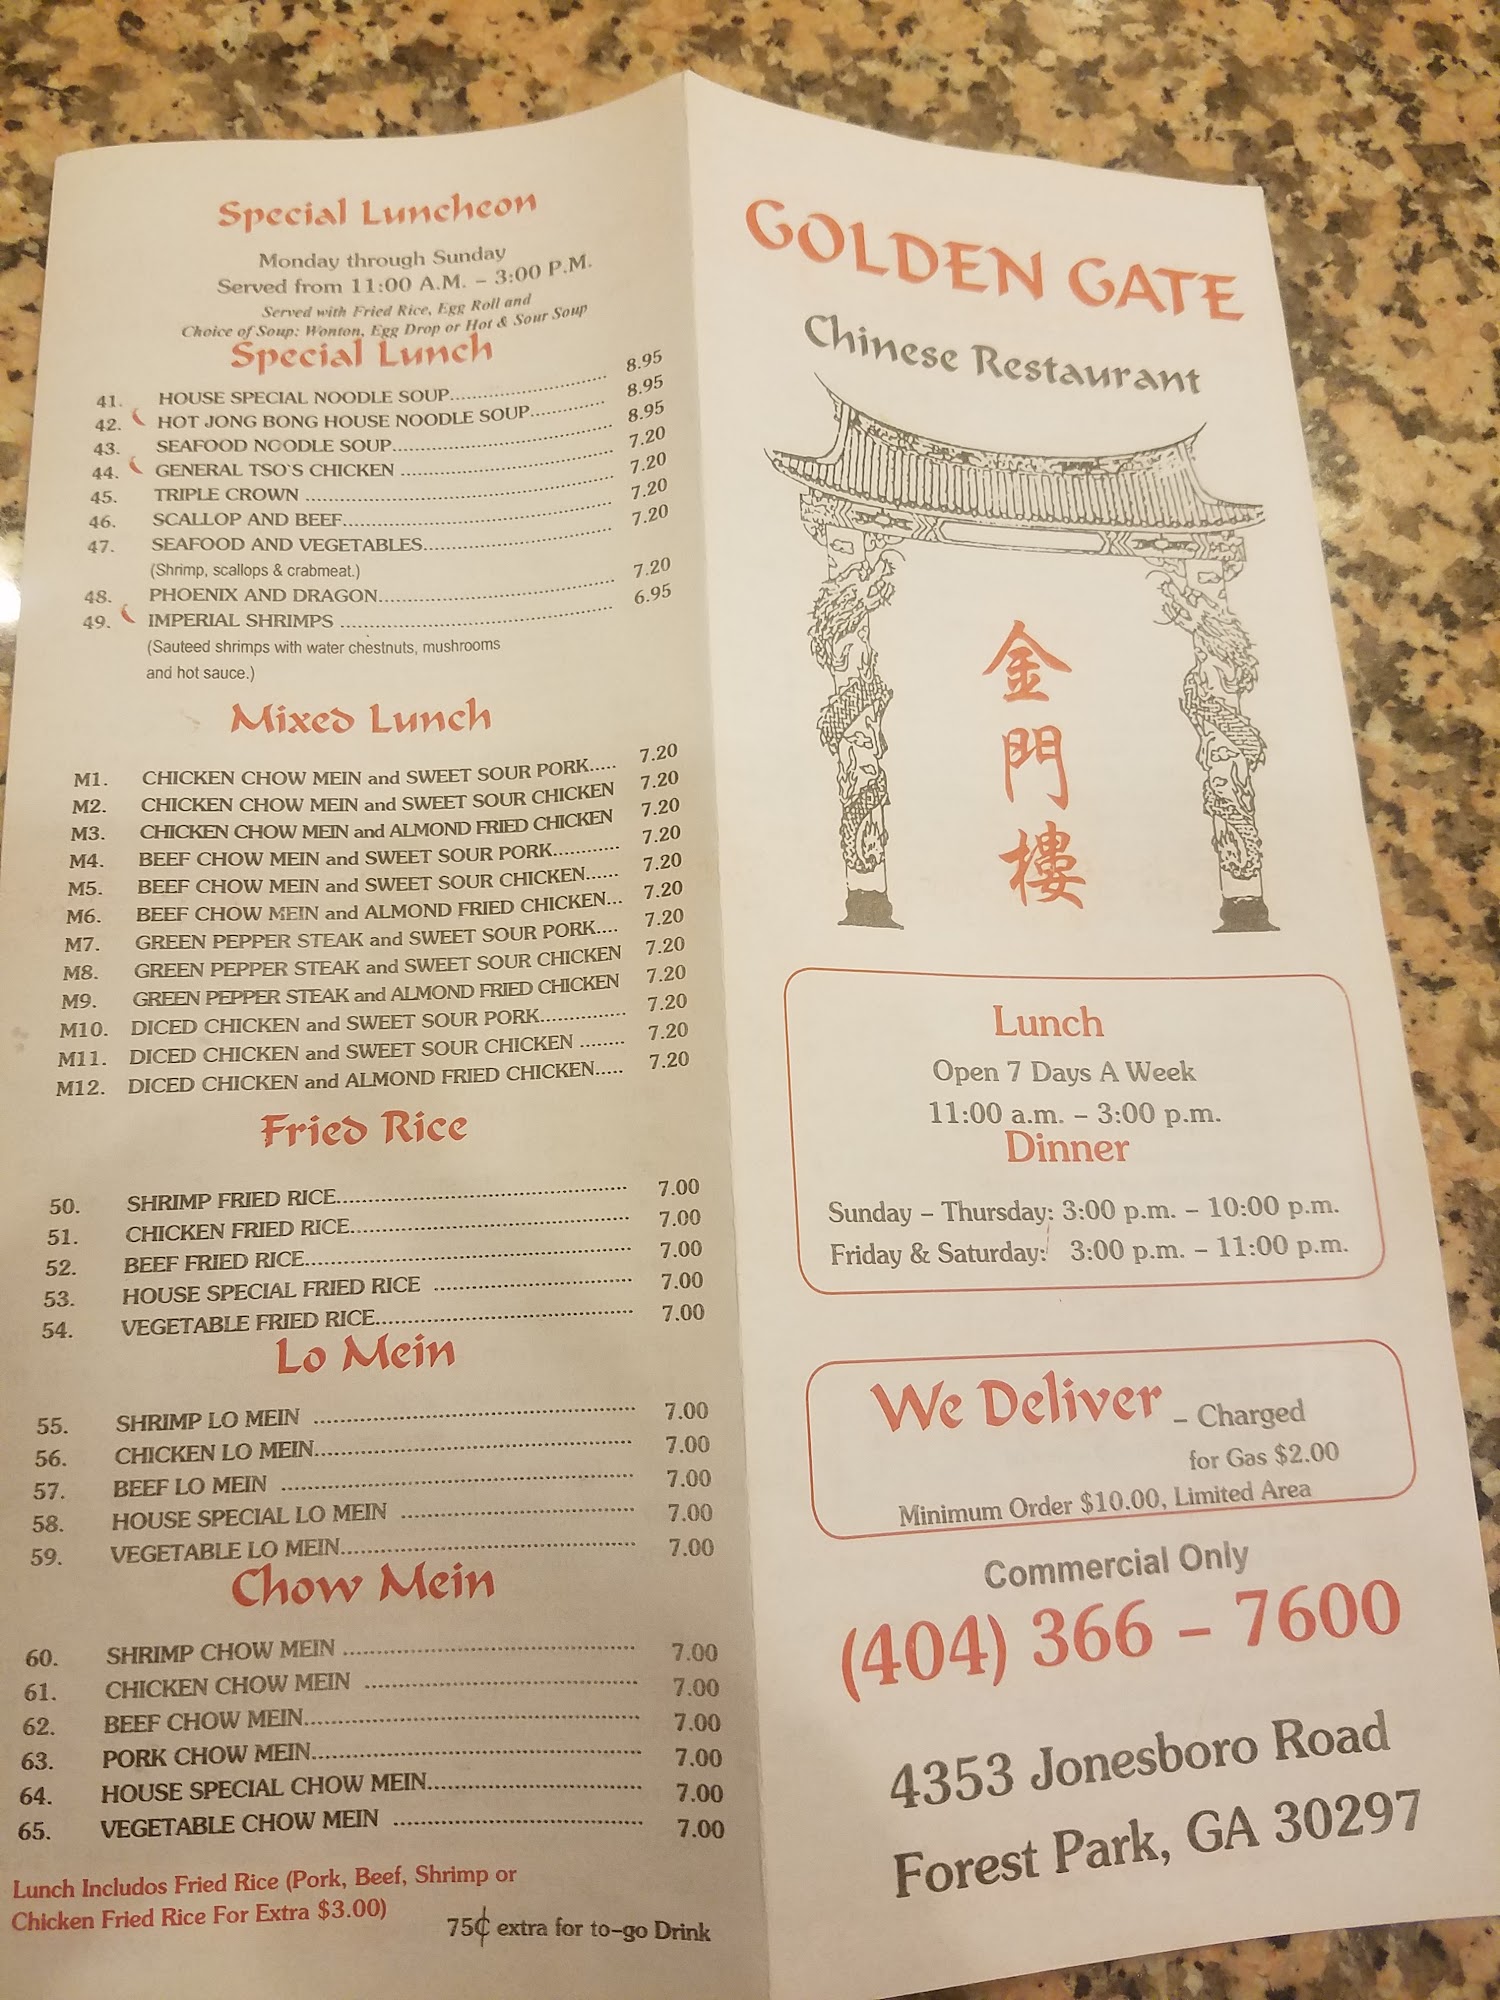 Special Luncheon
Monday through Sunday
Served from 11:00 A.M. - 3:00 P.M.
Served with Fried Rice, Egg Roll and
Choice of Soup: Wonton, Egg Drop or Hot & Sour Soup
Special Lunch
41. HOUSE SPECIAL NOODLE SOUP 8.95
42. HOT JONG BONG HOUSE NOODLE SOUP 8.95
43. SEAFOOD NOODLE SOUP 8.95
44. GENERAL TSO'S CHICKEN 7.20
45. TRIPLE CROWN 7.20
46. SCALLOP AND BEEF 7.20
47. SEAFOOD AND VEGETABLES 7.20
(Shrimp, scallops & crabmeat.)
48. PHOENIX AND DRAGON 7.20
49. IMPERIAL SHRIMPS 6.95
(Sauteed shrimps with water chestnuts, mushrooms
and hot sauce.)
Mixed Lunch
M1. CHICKEN CHOW MEIN and SWEET SOUR PORK 7.20
M2. CHICKEN CHOW MEIN and SWEET SOUR CHICKEN 7.20
M3. CHICKEN CHOW MEIN and ALMOND FRIED CHICKEN 7.20
M4. BEEF CHOW MEIN and SWEET SOUR PORK 7.20
M5. BEEF CHOW MEIN and SWEET SOUR CHICKEN 7.20
M6. BEEF CHOW MEIN and ALMOND FRIED CHICKEN 7.20
M7. GREEN PEPPER STEAK and SWEET SOUR PORK 7.20
M8. GREEN PEPPER STEAK and SWEET SOUR CHICKEN 7.20
M9. GREEN PEPPER STEAK and ALMOND FRIED CHICKEN 7.20
M10. DICED CHICKEN and SWEET SOUR PORK 7.20
M11. DICED CHICKEN and SWEET SOUR CHICKEN 7.20
M12. DICED CHICKEN and ALMOND FRIED CHICKEN 7.20
Fried Rice
50. SHRIMP FRIED RICE 7.00
51. CHICKEN FRIED RICE 7.00
52. BEEF FRIED RICE 7.00
53. HOUSE SPECIAL FRIED RICE 7.00
54. VEGETABLE FRIED RICE 7.00
Lo Mein
55. SHRIMP LO MEIN 7.00
56. CHICKEN LO MEIN 7.00
57. BEEF LO MEIN 7.00
58. HOUSE SPECIAL LO MEIN 7.00
59. VEGETABLE LO MEIN 7.00
Chow Mein
60. SHRIMP CHOW MEIN 7.00
61. CHICKEN CHOW MEIN 7.00
62. BEEF CHOW MEIN 7.00
63. PORK CHOW MEIN 7.00
64. HOUSE SPECIAL CHOW MEIN 7.00
65. VEGETABLE CHOW MEIN 7.00
Lunch Includos Fried Rice (Pork, Beef, Shrimp or
Chicken Fried Rice For Extra $3.00)
75¢ extra for to-go Drink
GOLDEN GATE
Chinese Restaurant
金
門
樓
Lunch
Open 7 Days A Week
11:00 a.m. - 3:00 p.m.
Dinner
Sunday - Thursday: 3:00 p.m. - 10:00 p.m.
Friday & Saturday: 3:00 p.m. - 11:00 p.m.
We Deliver - Charged
for Gas $2.00
Minimum Order $10.00, Limited Area
Commercial Only
(404) 366 - 7600
4353 Jonesboro Road
Forest Park, GA 30297